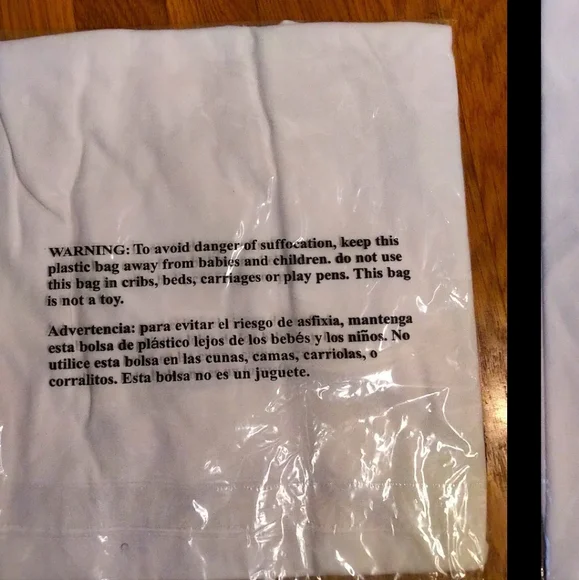 WARNING: To avoid danger of suffocation, keep this
plastic bag away from babies and children. do not use
this bag in cribs, beds, carriages or play pens. This bag
is not a toy.
Advertencia: para evitar el riesgo de asfixia, mantenga
esta bolsa de plástico lejos de los bebés y los niños. No
utilice esta bolsa en las cunas, camas, carriolas, o
corralitos. Esta bolsa no es un juguete.